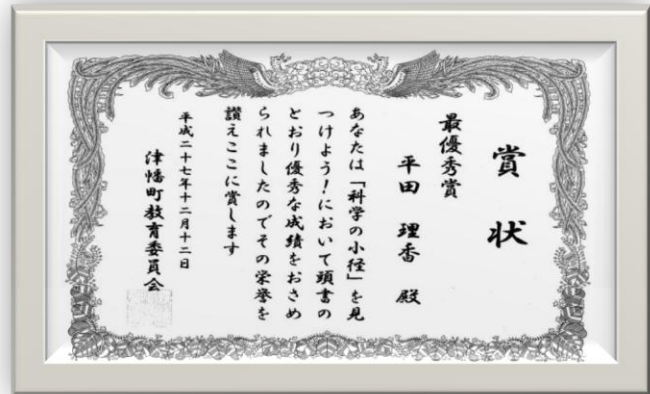 賞状
最優秀賞
平田 理香 殿
あなたは「科学の小径」を見
つけよう!において頭書の
とおり優秀な成績をおさめ
られましたのでその栄誉を
讃えここに賞します
平成二十七年十二月十二日
津幡町教育委員会